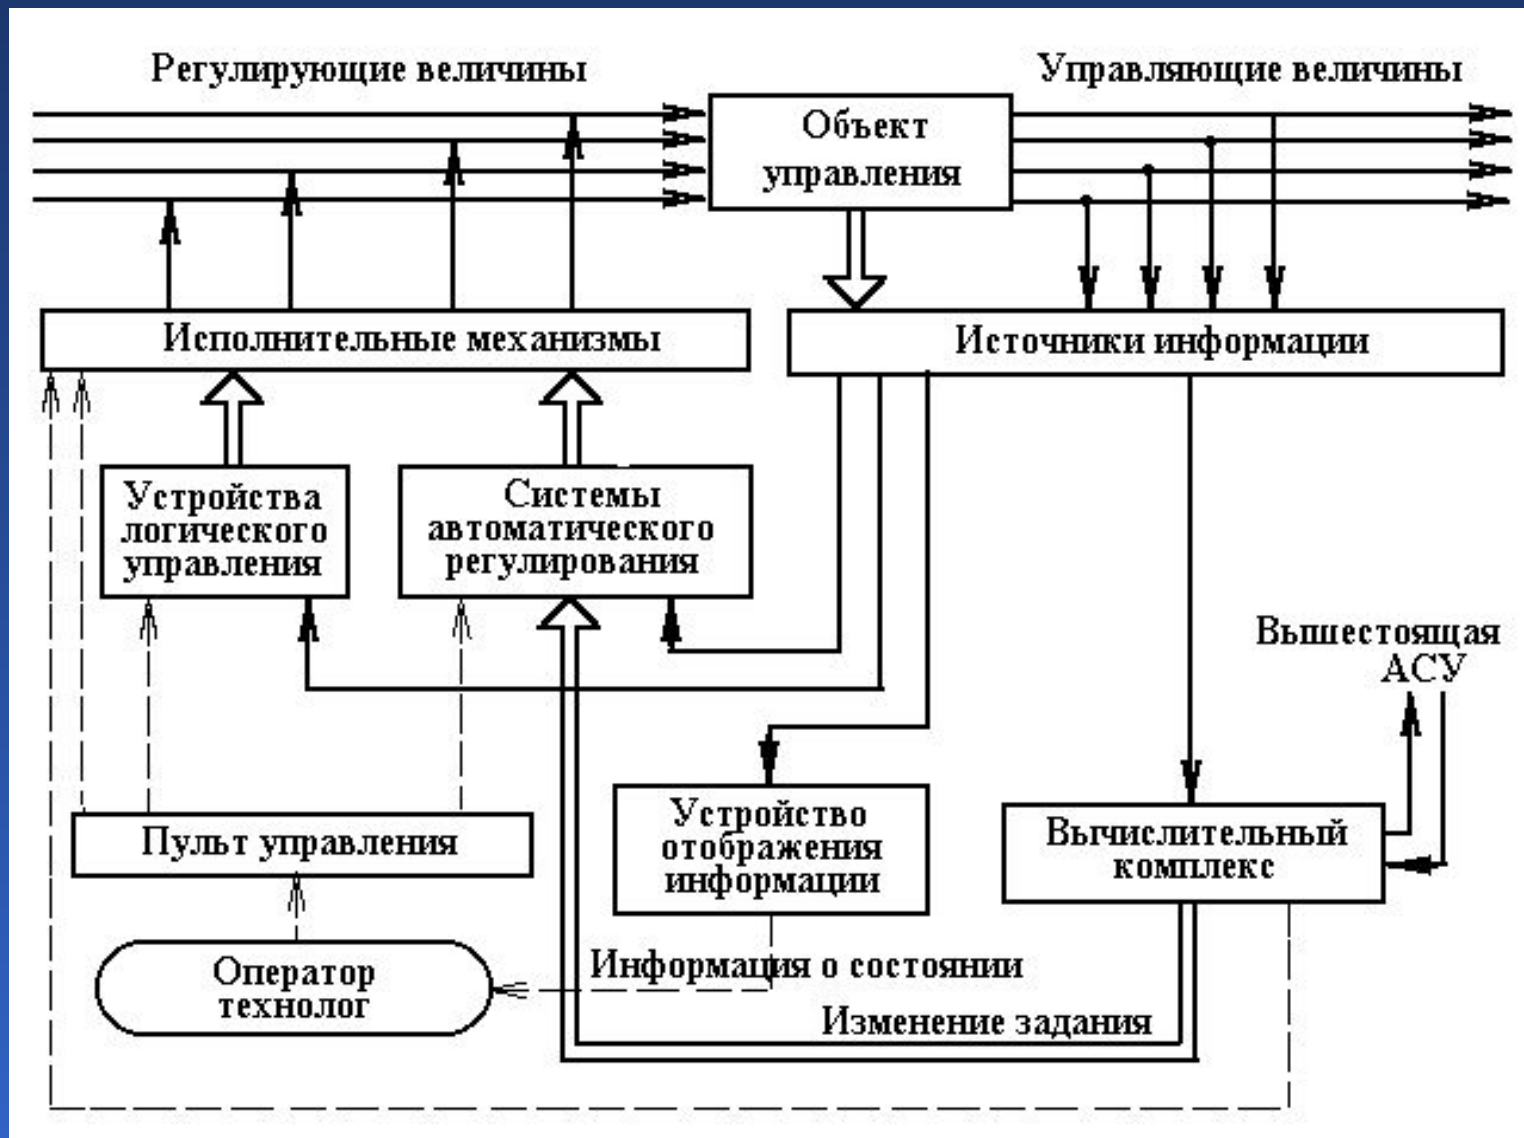 Регулирующие величины
Управляющие величины
Объект
управления
Исполнительные механизмы
Источники информации
Устройства
логического
управления
Системы
автоматического
регулирования
Вышестоящая
АСУ
Пульт управления
Устройство
отображения
информации
Вычислительный
комплекс
Оператор
технолог
Информация о состоянии
Изменение задания